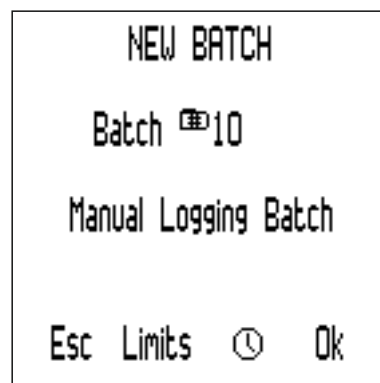 NEW BATCH
Batch #10
Manual Logging Batch
Esc Limits Ok